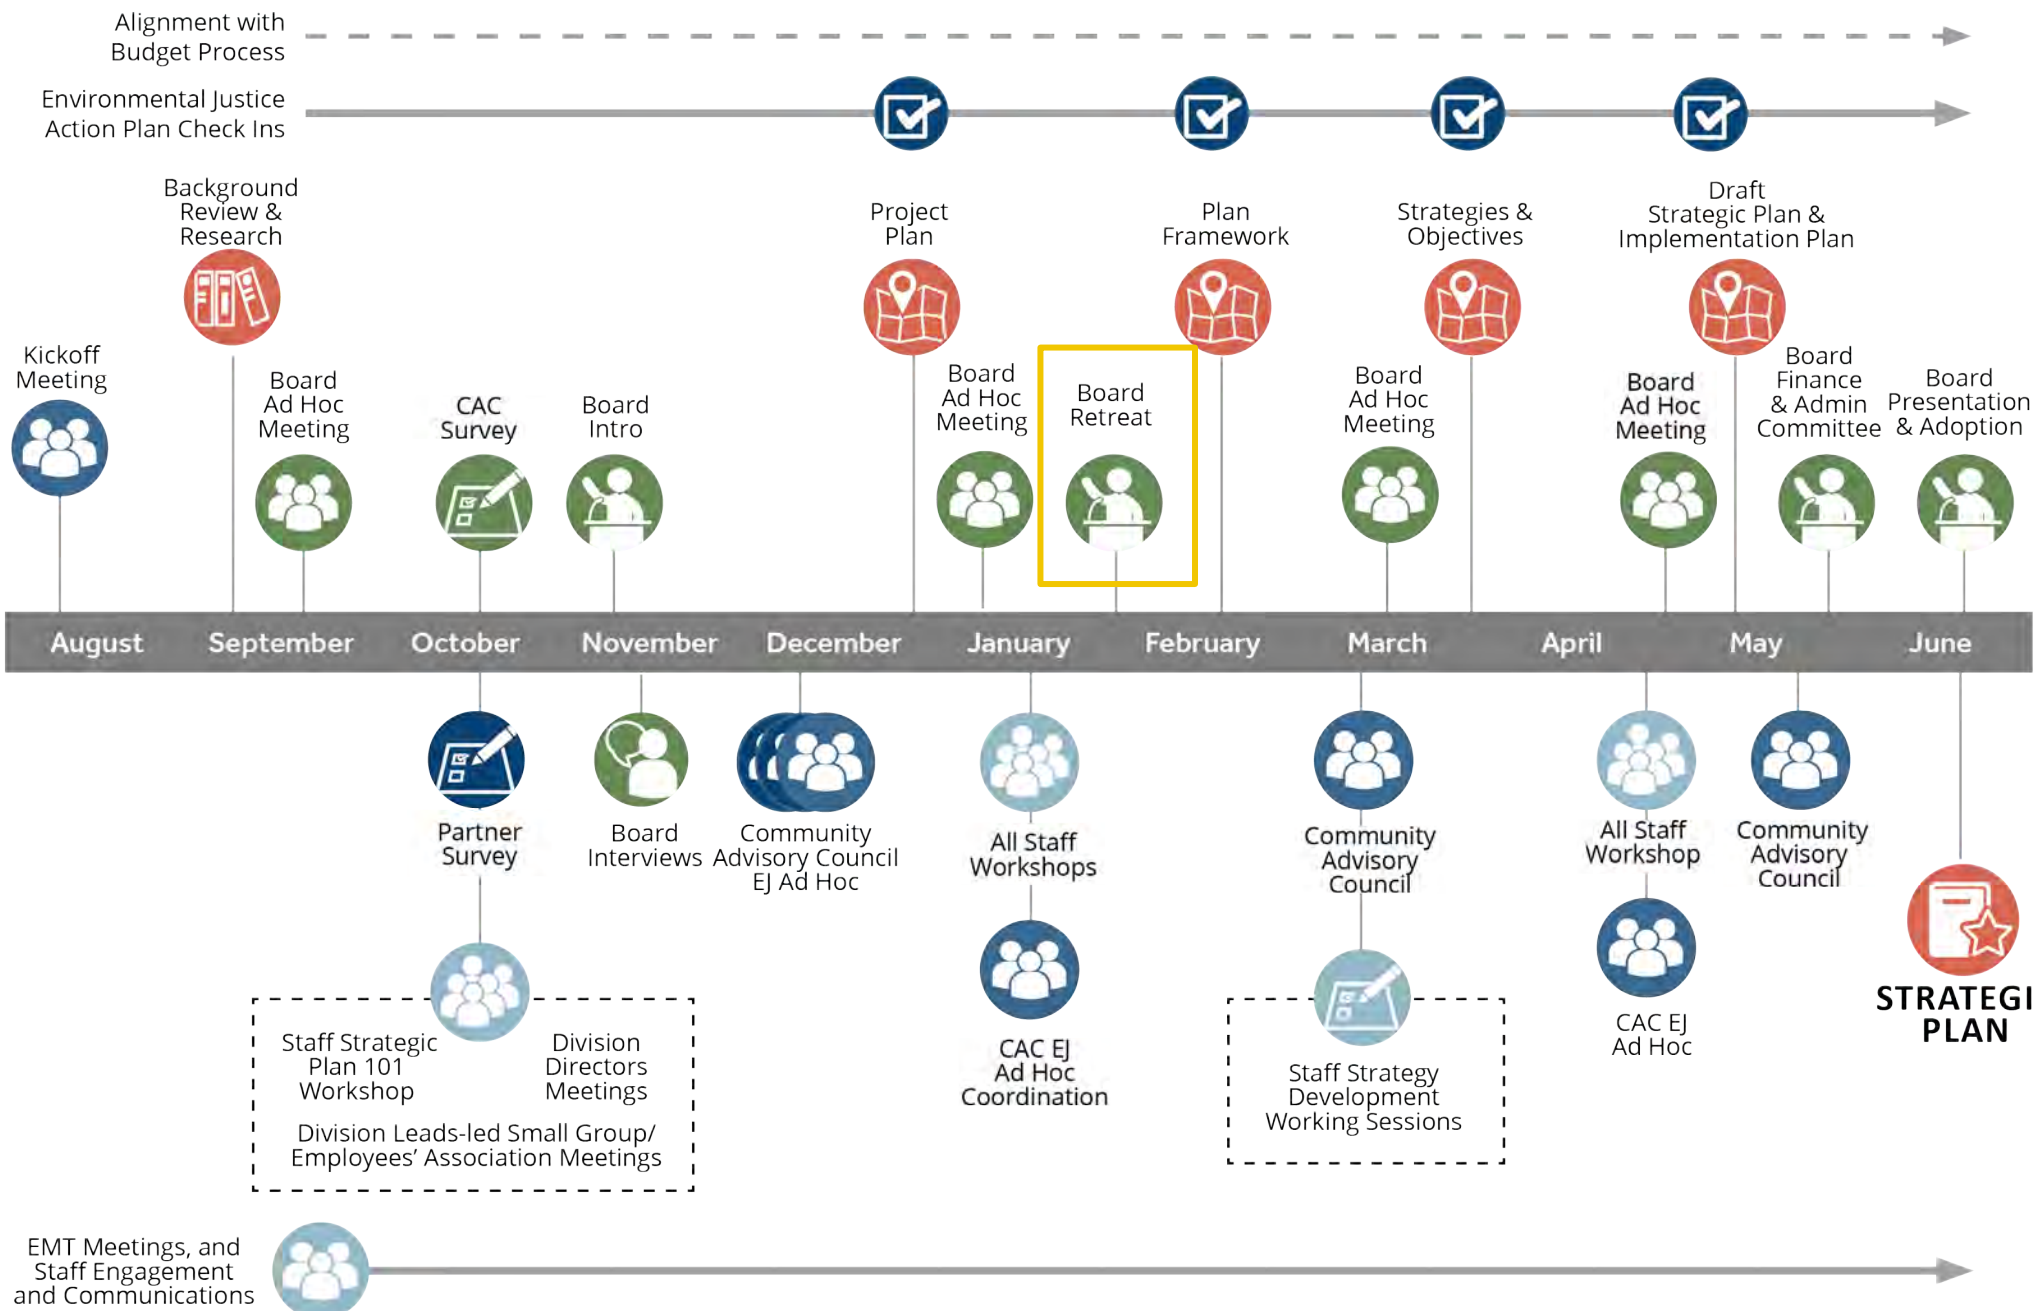 Alignment with
Budget Process
Environmental Justice
Action Plan Check Ins
Background
Review &
Research
Project
Plan
Plan
Framework
Strategies &
Objectives
Draft
Strategic Plan &
Implementation Plan
Kickoff
Meeting
Board
Ad Hoc
Meeting
CAC
Survey
Board
Intro
Board
Ad Hoc
Meeting
Board
Retreat
Board
Ad Hoc
Meeting
Board
Ad Hoc
Meeting
Board
Finance
& Admin
Committee
Board
Presentation
& Adoption
August
September
October
November
December
January
February
March
April
May
June
Partner
Survey
Board
Interviews
Community
Advisory Council
EJ Ad Hoc
All Staff
Workshops
Community
Advisory
Council
All Staff
Workshop
Community
Advisory
Council
STRATEGI
PLAN
Staff Strategic
Plan 101
Workshop
Division
Directors
Meetings
Division Leads-led Small Group/
Employees’ Association Meetings
CAC EJ
Ad Hoc
Coordination
Staff Strategy
Development
Working Sessions
CAC EJ
Ad Hoc
EMT Meetings, and
Staff Engagement
and Communications